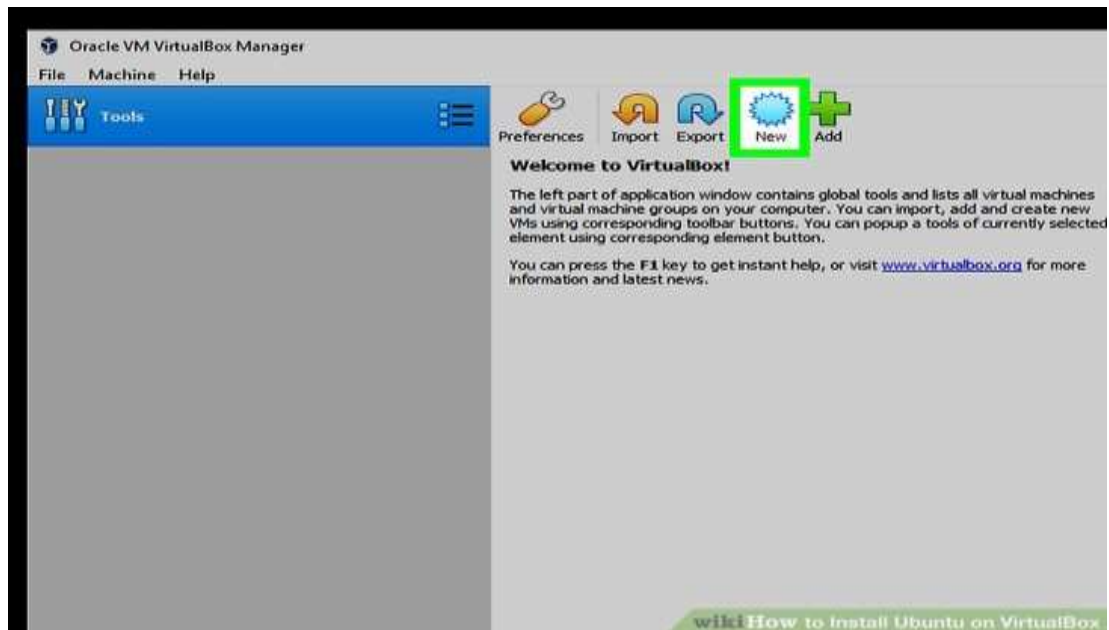 Oracle VM VirtualBox Manager
File Machine Help
Tools
Preferences Import Export New Add
Welcome to VirtualBox!
The left part of application window contains global tools and lists all virtual machines
and virtual machine groups on your computer. You can import, add and create new
VMs using corresponding toolbar buttons. You can popup a tools of currently selected
element using corresponding element button.
You can press the F1 key to get instant help, or visit www.virtualbox.org for more
information and latest news.
wikiHow to Install Ubuntu on VirtualBox